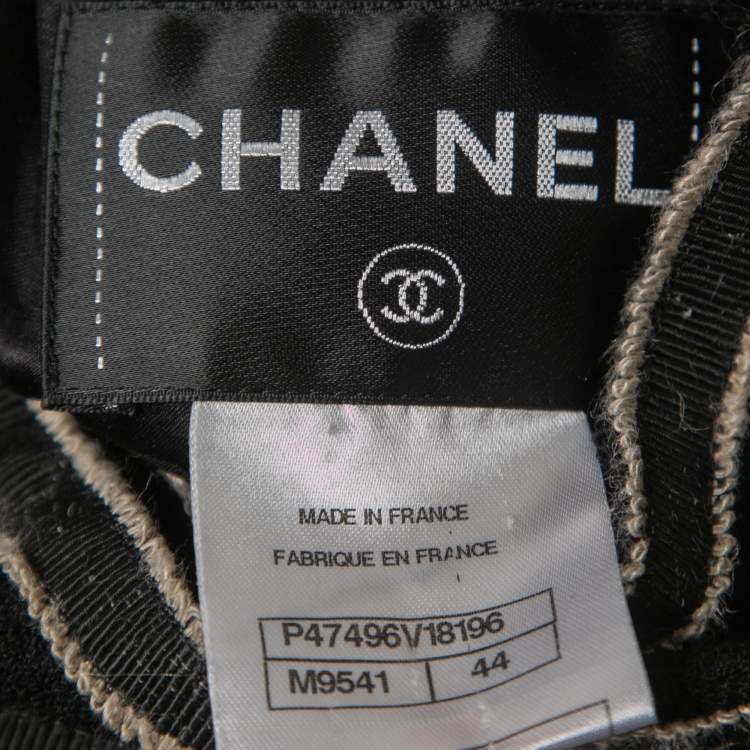 CHANEL
MADE IN FRANCE
FABRIQUE EN FRANCE
P47496V18196
M9541 44